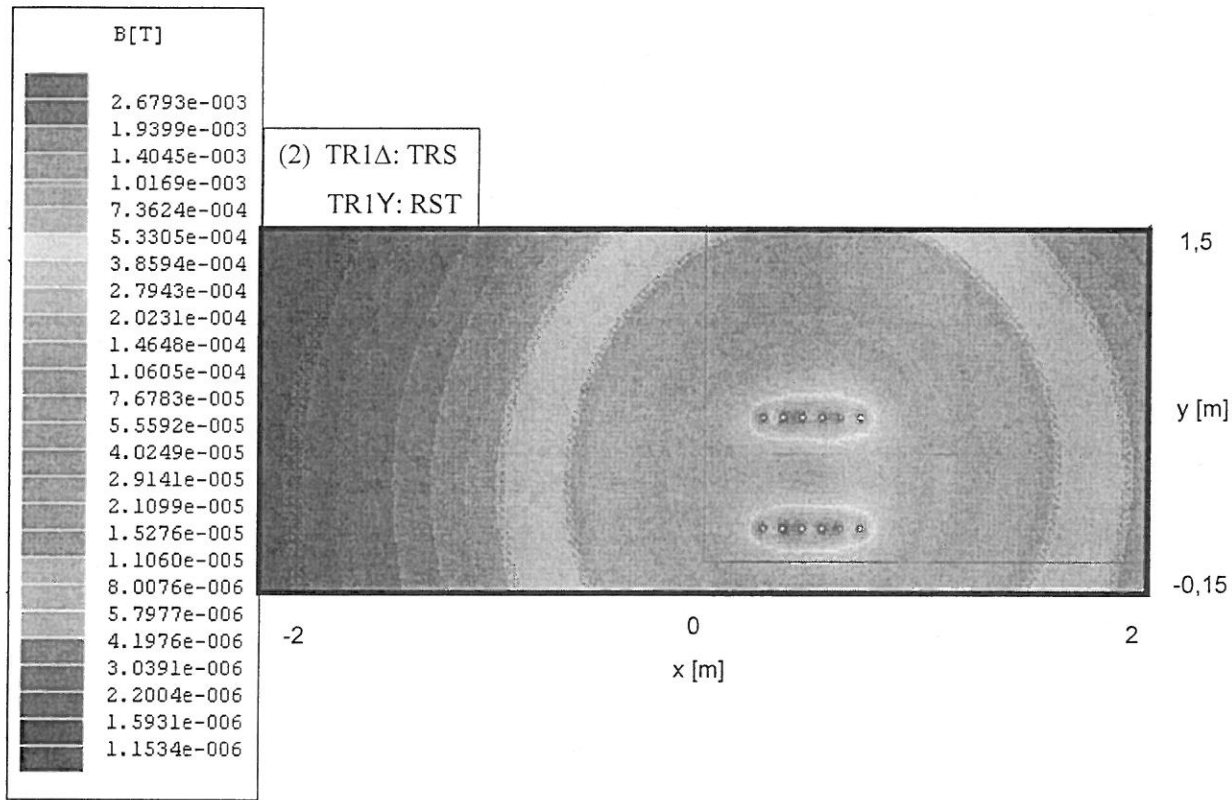 B[T]
2.6793e-003
1.9399e-003
1.4045e-003
1.0169e-003
7.3624e-004
5.3305e-004
3.8594e-004
2.7943e-004
2.0231e-004
1.4648e-004
1.0605e-004
7.6783e-005
5.5592e-005
4.0249e-005
2.9141e-005
2.1099e-005
1.5276e-005
1.1060e-005
8.0076e-006
5.7977e-006
4.1976e-006
3.0391e-006
2.2004e-006
1.5931e-006
1.1534e-006
(2) TR1Δ: TRS
TR1Y: RST
1,5
y [m]
-0,15
-2
0
2
x [m]